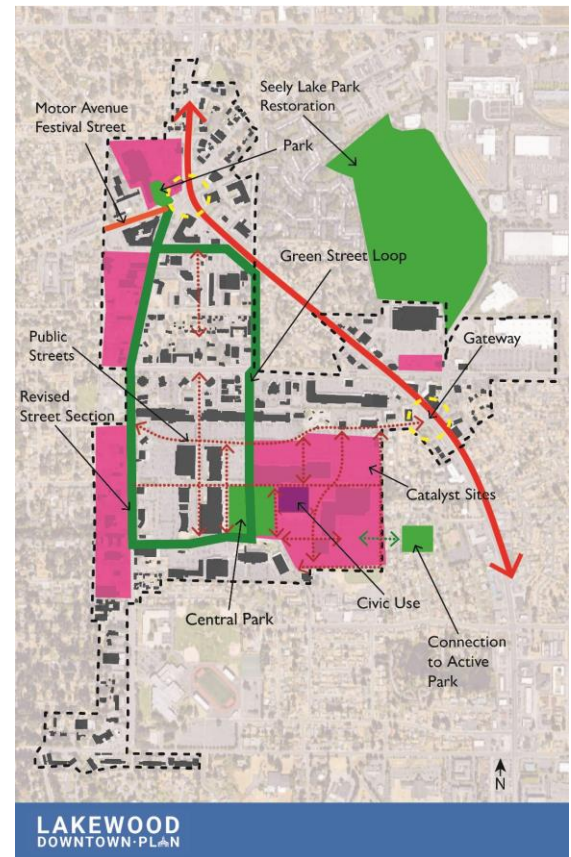 Seely Lake Park
Restoration
Motor Avenue
Festival Street
Park
Green Street Loop
Public
Streets
Gateway
Revised
Street Section
Catalyst Sites
Civic Use
Central Park
Connection
to Active
Park
N
LAKEWOOD
DOWNTOWN·PLAN